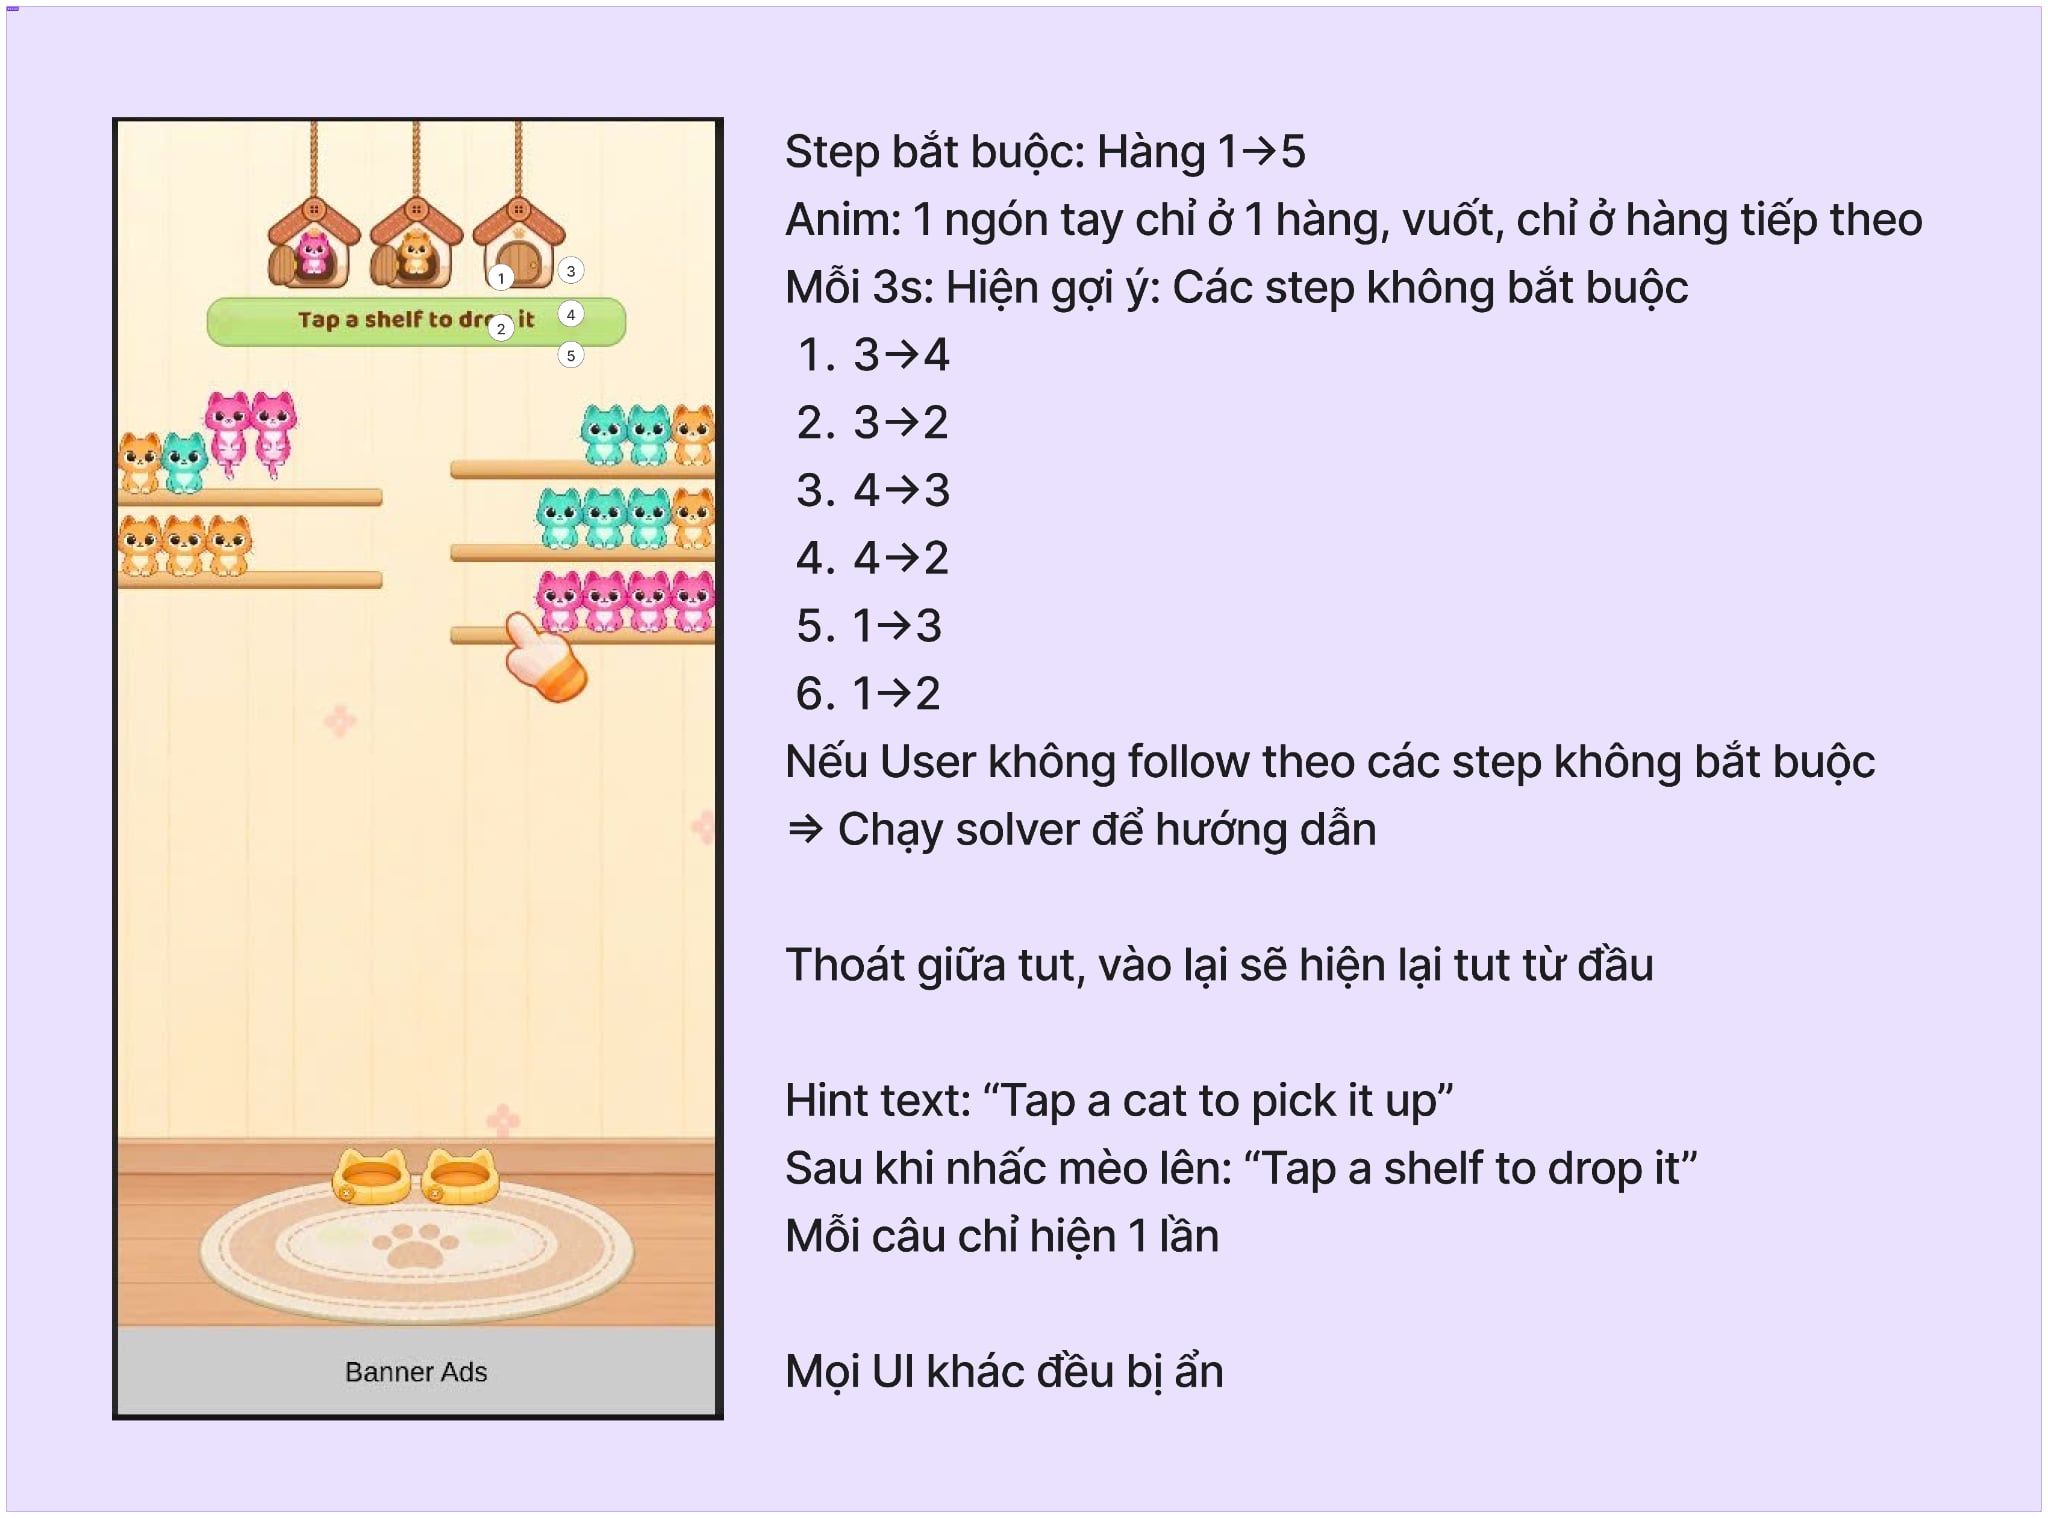 Tap a shelf to drop it
1
3
4
2
5
Banner Ads
Step bắt buộc: Hàng 1→5
Anim: 1 ngón tay chỉ ở 1 hàng, vuốt, chỉ ở hàng tiếp theo
Mỗi 3s: Hiện gợi ý: Các step không bắt buộc
1. 3→4
2. 3→2
3. 4→3
4. 4→2
5. 1→3
6. 1→2
Nếu User không follow theo các step không bắt buộc
⇒ Chạy solver để hướng dẫn
Thoát giữa tut, vào lại sẽ hiện lại tut từ đầu
Hint text: “Tap a cat to pick it up”
Sau khi nhấc mèo lên: “Tap a shelf to drop it”
Mỗi câu chỉ hiện 1 lần
Mọi UI khác đều bị ẩn